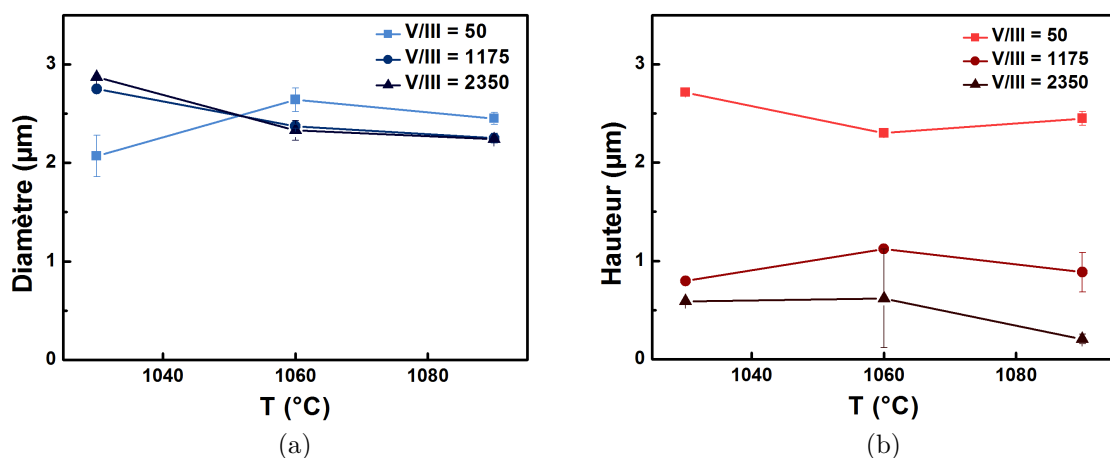 V/III = 50
V/III = 1175
V/III = 2350
3
2
1
0
Diamètre (µm)
1040
1060
1080
T (°C)
(a)
V/III = 50
V/III = 1175
V/III = 2350
3
2
1
0
Hauteur (µm)
1040
1060
1080
T (°C)
(b)